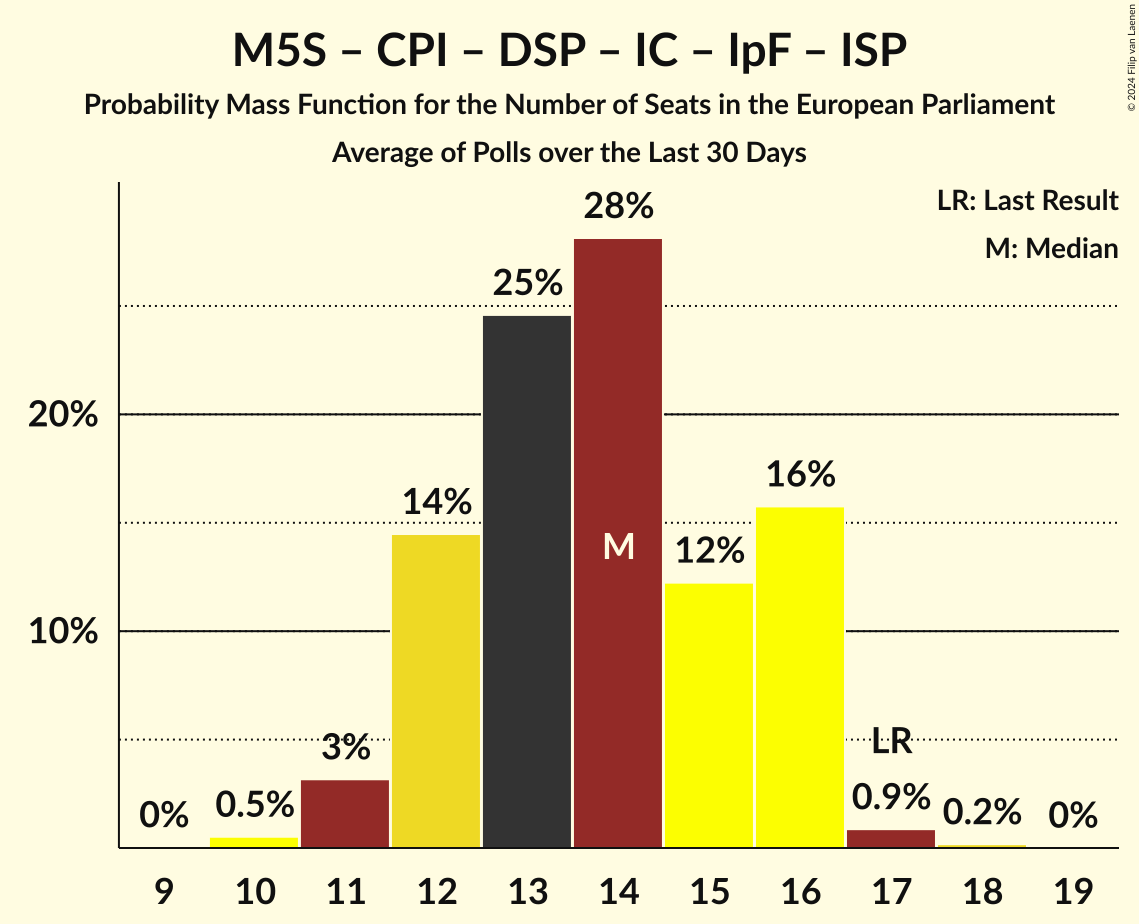 M5S – CPI – DSP – IC – IpF – ISP
Probability Mass Function for the Number of Seats in the European Parliament
Average of Polls over the Last 30 Days
© 2024 Filip van Laenen
LR: Last Result
M: Median
28%
25%
20%
16%
14%
M
12%
10%
LR
3%
0.9%
0.5%
0.2%
0%
0%
9 10 11 12 13 14 15 16 17 18 19